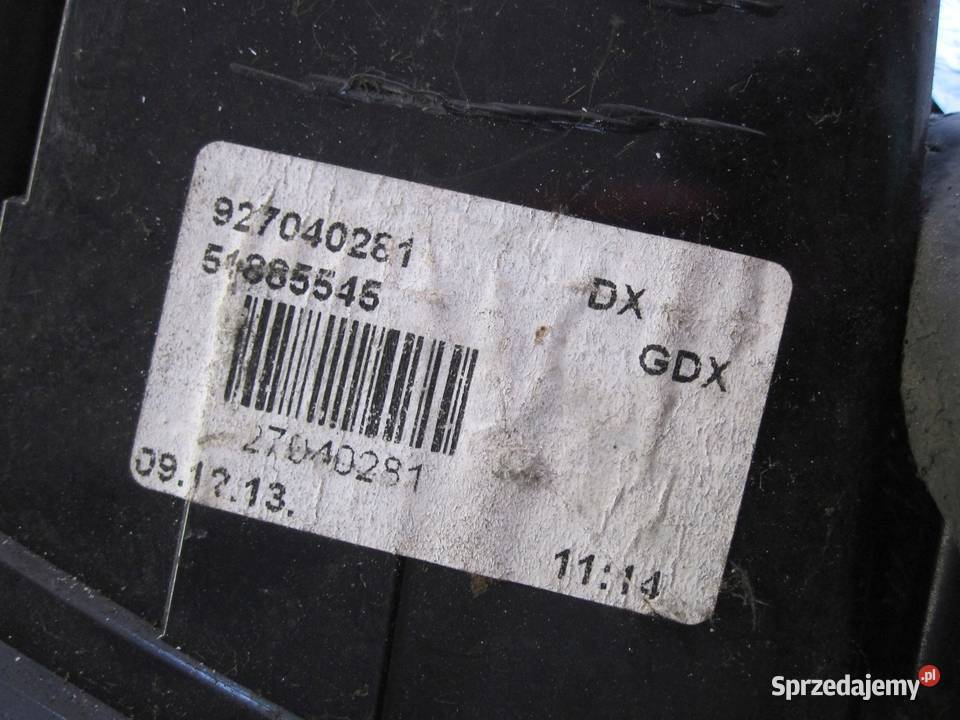 927040281
51885545
DX
GDX
27040281
09.12.13.
11:14
Sprzedajemy.pl